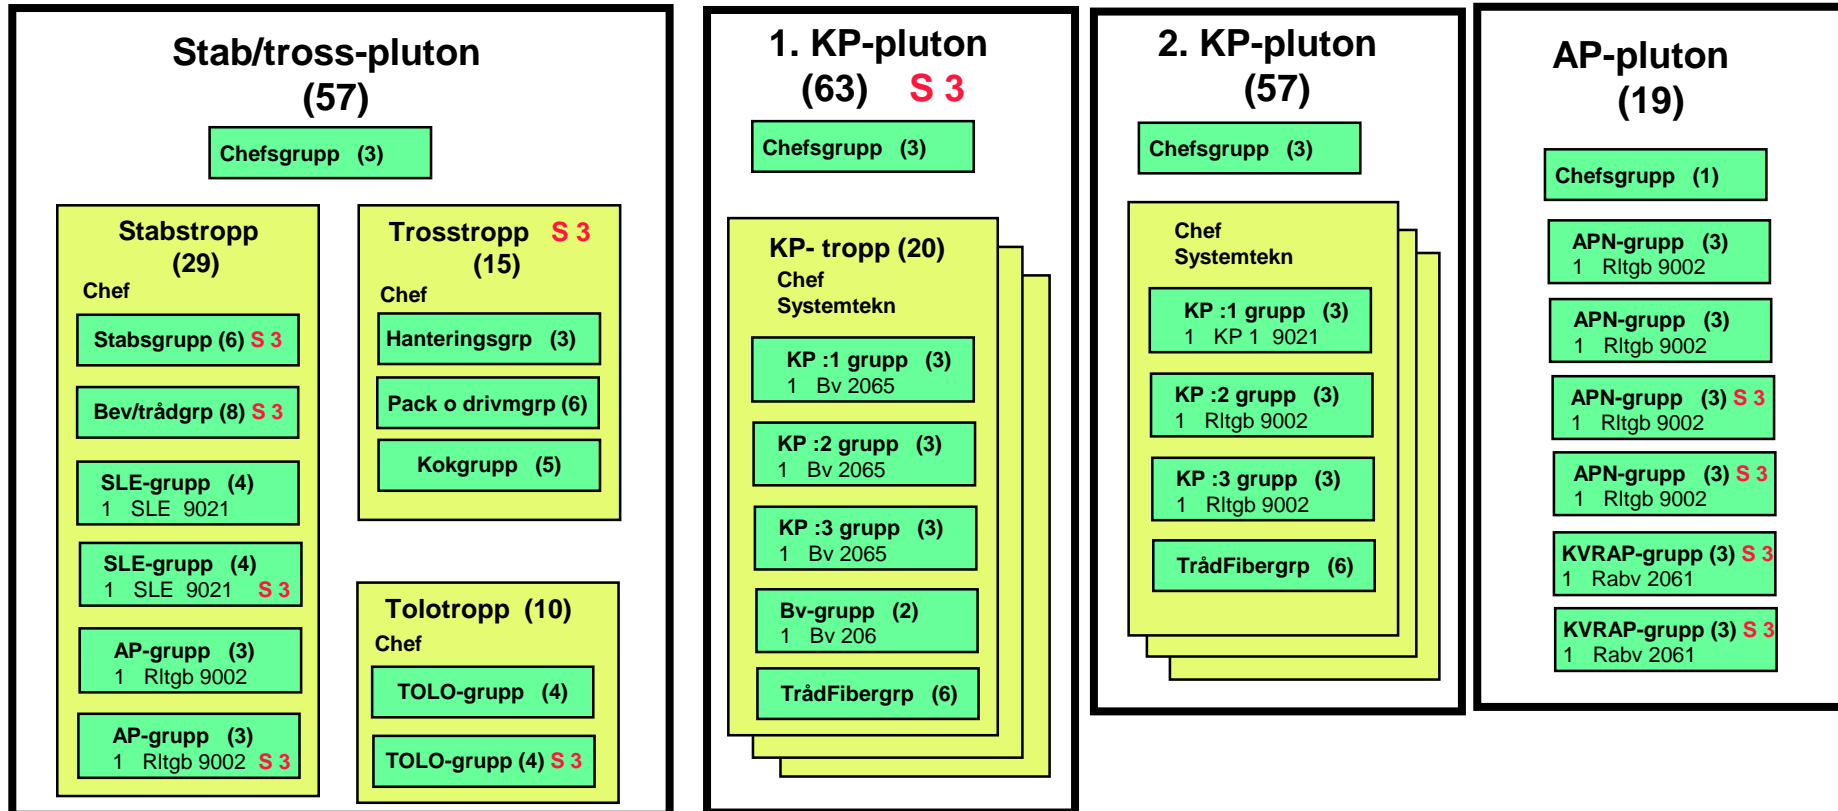 Stab/tross-pluton
(57)
Chefsgrupp (3)
Stabstropp
(29)
Chef
Stabsgrupp (6) S 3
Bev/trådgrp (8) S 3
SLE-grupp (4)
1 SLE 9021
SLE-grupp (4)
1 SLE 9021 S 3
AP-grupp (3)
1 Rltgb 9002
AP-grupp (3)
1 Rltgb 9002 S 3
Trosstropp S 3
(15)
Chef
Hanteringsgrp (3)
Pack o drivmgrp (6)
Kokgrupp (5)
Tolotropp (10)
Chef
TOLO-grupp (4)
TOLO-grupp (4) S 3
1. KP-pluton
(63) S 3
Chefsgrupp (3)
KP- tropp (20)
Chef
Systemtekn
KP :1 grupp (3)
1 Bv 2065
KP :2 grupp (3)
1 Bv 2065
KP :3 grupp (3)
1 Bv 2065
Bv-grupp (2)
1 Bv 206
TrådFibergrp (6)
2. KP-pluton
(57)
Chefsgrupp (3)
Chef
Systemtekn
KP :1 grupp (3)
1 KP 1 9021
KP :2 grupp (3)
1 Rltgb 9002
KP :3 grupp (3)
1 Rltgb 9002
TrådFibergrp (6)
AP-pluton
(19)
Chefsgrupp (1)
APN-grupp (3)
1 Rltgb 9002
APN-grupp (3)
1 Rltgb 9002
APN-grupp (3) S 3
1 Rltgb 9002
APN-grupp (3) S 3
1 Rltgb 9002
KVRAP-grupp (3) S 3
1 Rabv 2061
KVRAP-grupp (3) S 3
1 Rabv 2061